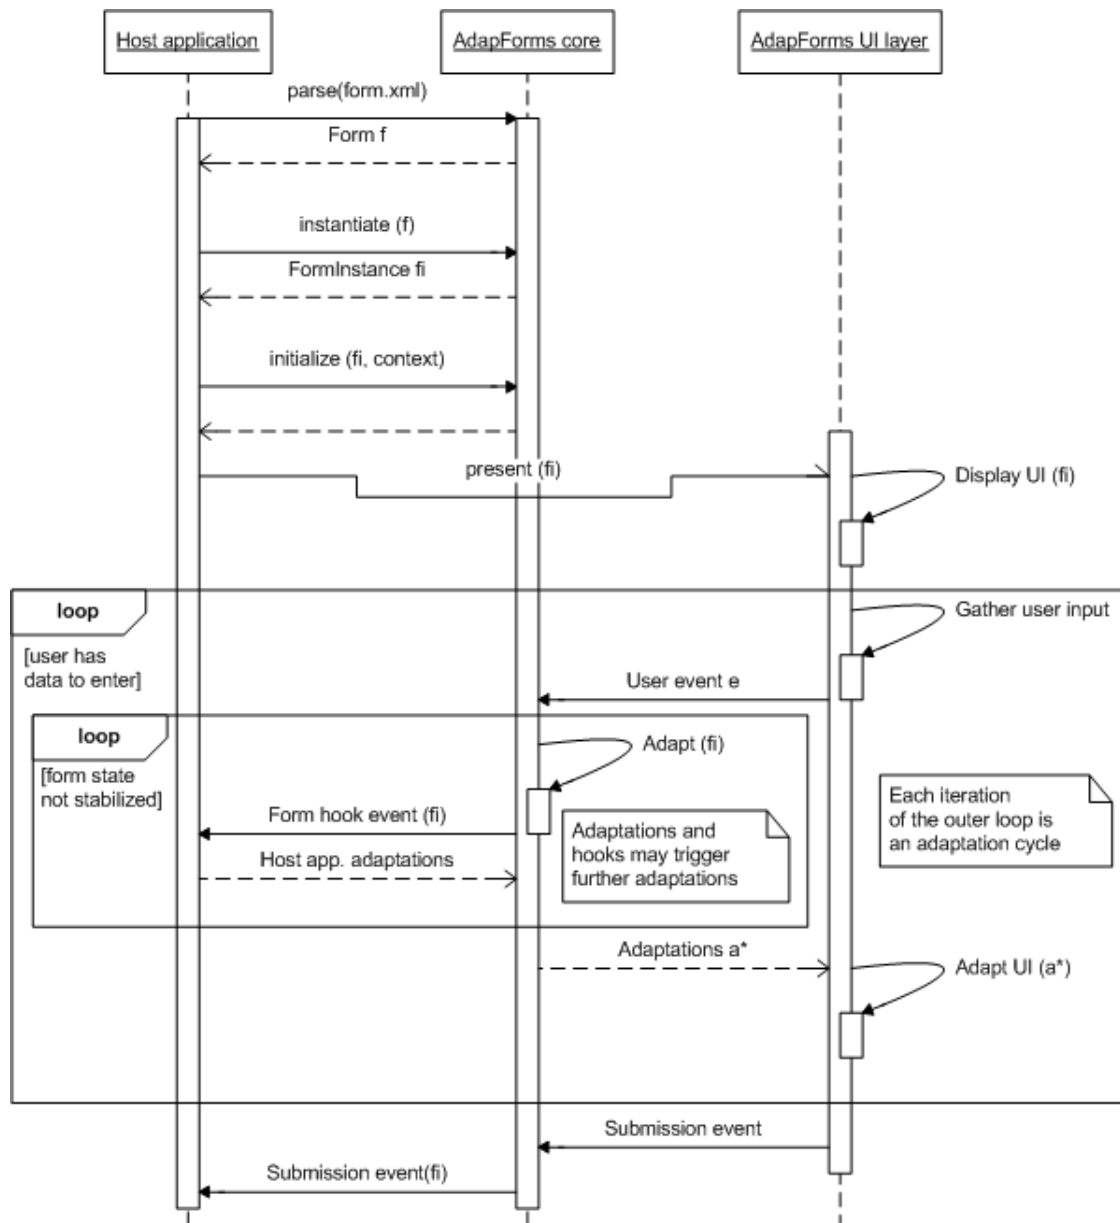 Host application
AdapForms core
AdapForms UI layer
parse(form.xml)
Form f
instantiate (f)
FormInstance fi
initialize (fi, context)
present (fi)
Display UI (fi)
loop
[user has
data to enter]
Gather user input
User event e
loop
[form state
not stabilized]
Adapt (fi)
Form hook event (fi)
Host app. adaptations
Adaptations and
hooks may trigger
further adaptations
Each iteration
of the outer loop is
an adaptation cycle
Adaptations a*
Adapt UI (a*)
Submission event
Submission event(fi)